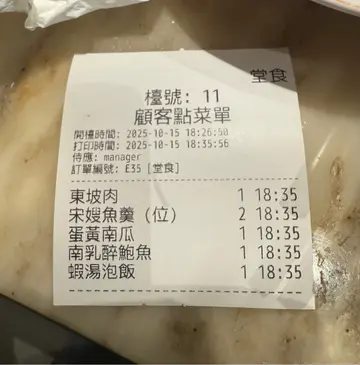 堂食
檯號: 11
顧客點菜單
開檯時間: 2025-10-15 18:26:50
打印時間: 2025-10-15 18:35:56
侍應: manager
訂單編號: E35 [堂食]
東坡肉 1 18:35
宋嫂魚羹（位） 2 18:35
蛋黃南瓜 1 18:35
南乳醉鮑魚 1 18:35
蝦湯泡飯 1 18:35